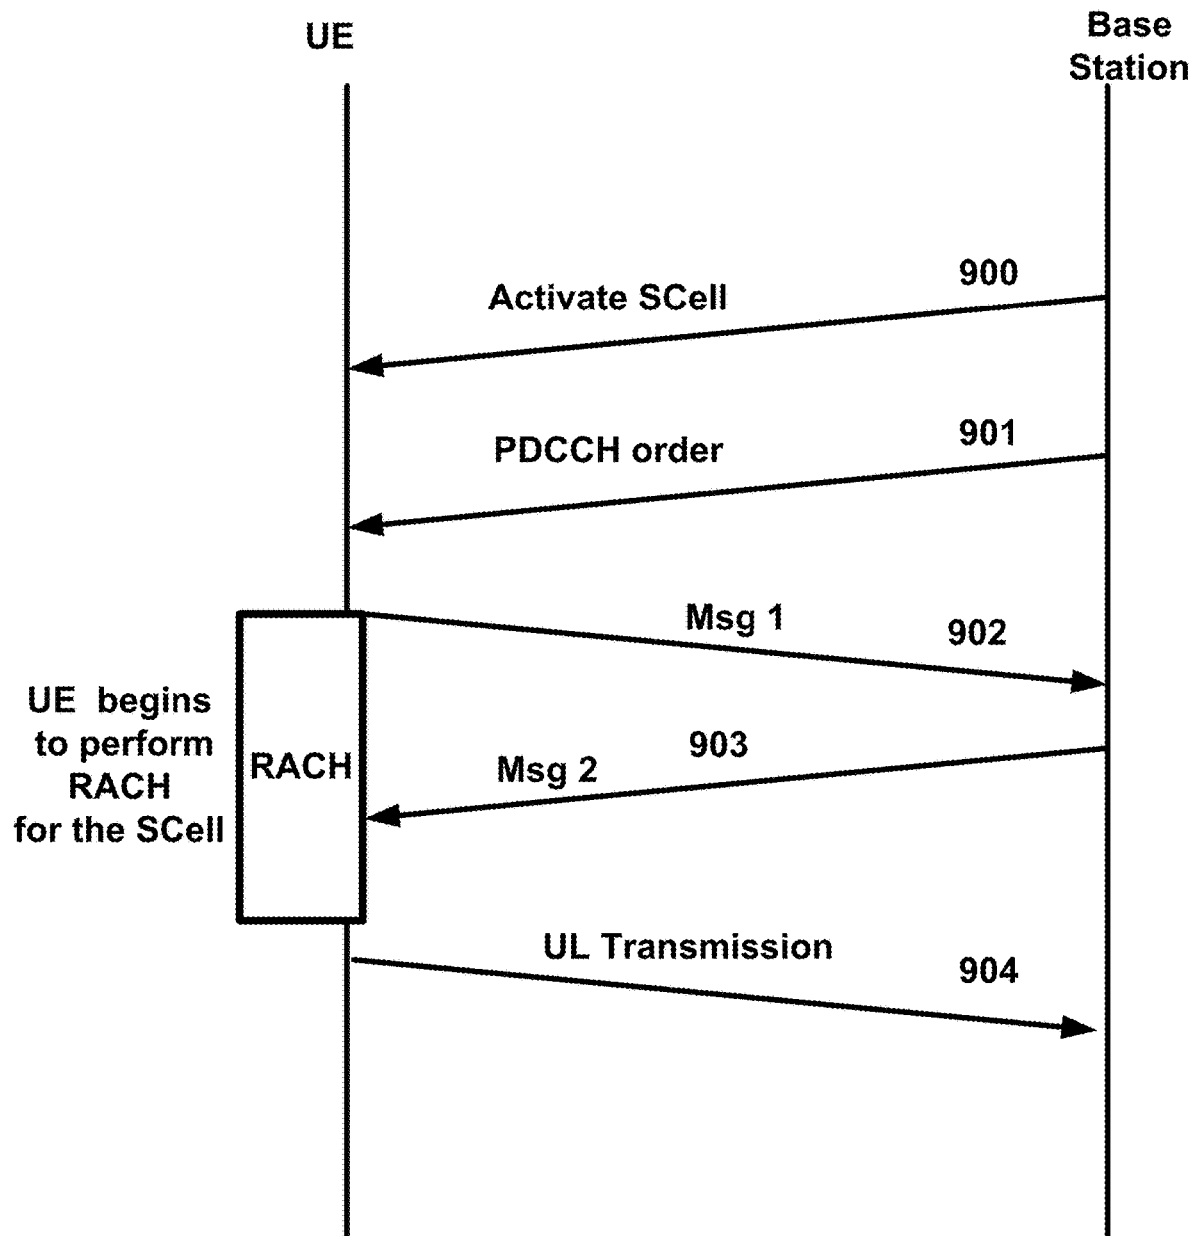 UE
Base
Station
900
Activate SCell
901
PDCCH order
Msg 1
902
UE begins
to perform
RACH
for the SCell
RACH
903
Msg 2
UL Transmission
904